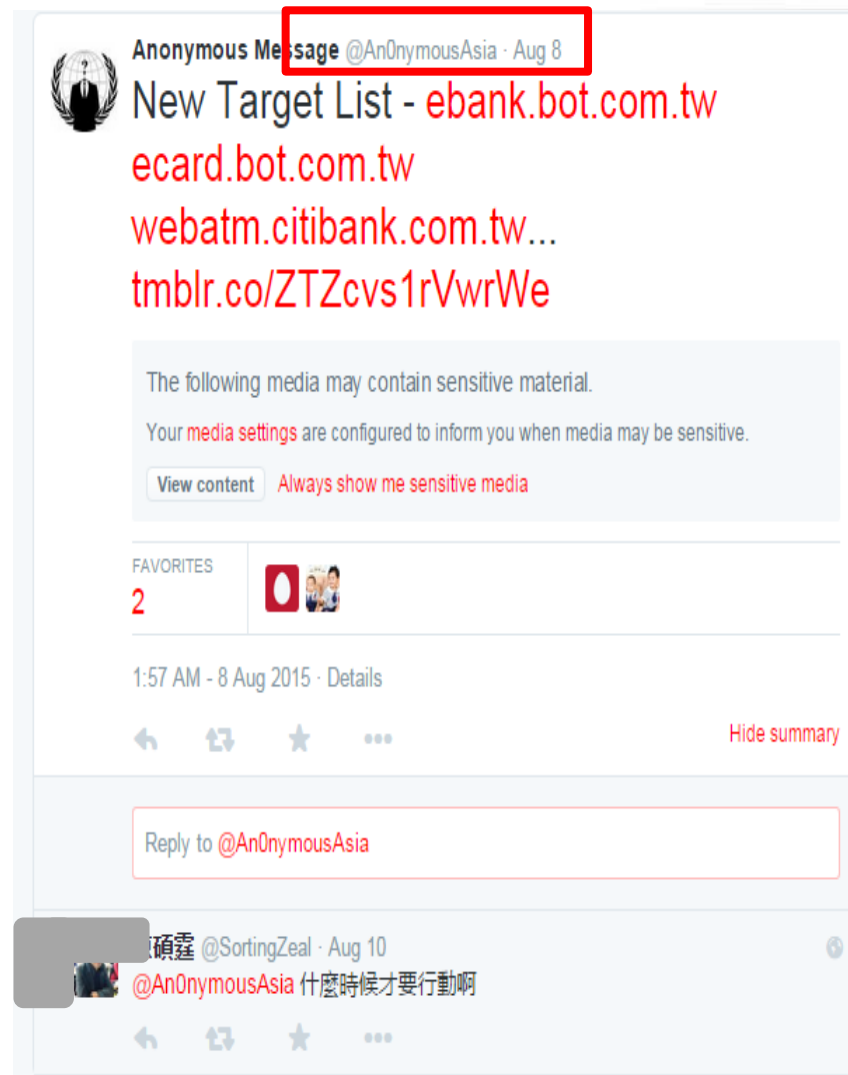 Anonymous Message @An0nymousAsia · Aug 8
New Target List - ebank.bot.com.tw
ecard.bot.com.tw
webatm.citibank.com.tw...
tmblr.co/ZTZcvs1rVwrWe
The following media may contain sensitive material.
Your media settings are configured to inform you when media may be sensitive.
View content Always show me sensitive media
FAVORITES
2
1:57 AM - 8 Aug 2015 · Details
Hide summary
Reply to @An0nymousAsia
碩霆 @SortingZeal · Aug 10
@An0nymousAsia 什麼時候才要行動啊